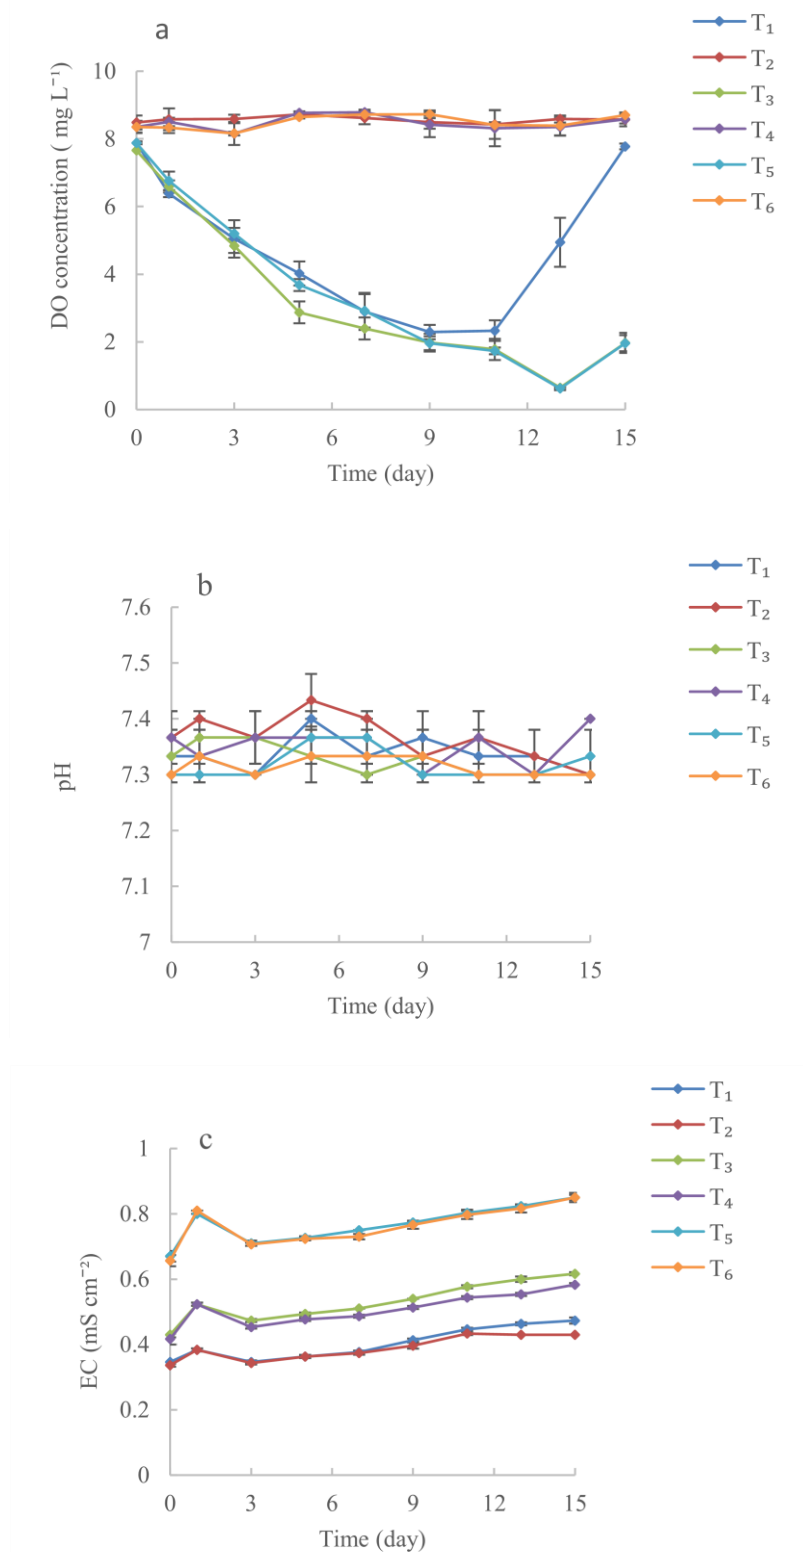 a
T₁
T₂
T₃
T₄
T₅
T₆
DO concentration ( mg L⁻¹)
10
8
6
4
2
0
0 3 6 9 12 15
Time (day)
b
T₁
T₂
T₃
T₄
T₅
T₆
pH
7.6
7.5
7.4
7.3
7.2
7.1
7
0 3 6 9 12 15
Time (day)
c
T₁
T₂
T₃
T₄
T₅
T₆
EC (mS cm⁻²)
1
0.8
0.6
0.4
0.2
0
0 3 6 9 12 15
Time (day)